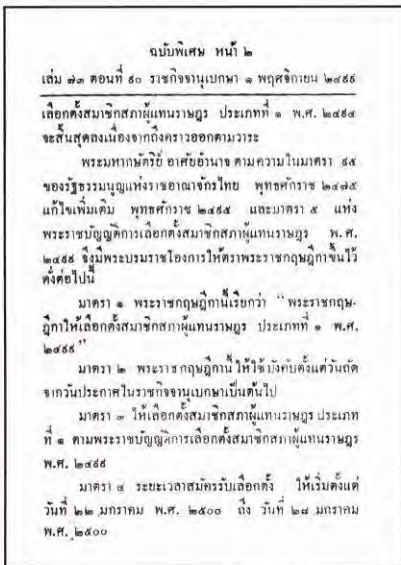 ฉบับพิเศษ หน้า ๒
เล่ม ๗๓ ตอนที่ ๙๐ ราชกิจจานุเบกษา ๑ พฤศจิกายน ๒๔๙๙
เลือกตั้งสมาชิกสภาผู้แทนราษฎร ประเภทที่ ๑ พ.ศ. ๒๔๙๔
จะสิ้นสุดลงเนื่องจากถึงคราวออกตามวาระ
พระมหากษัตริย์ อาศัยอำนาจ ตามความในมาตรา ๔๕
ของรัฐธรรมนูญแห่งราชอาณาจักรไทย พุทธศักราช ๒๔๗๕
แก้ไขเพิ่มเติม พุทธศักราช ๒๔๙๕ และมาตรา ๕ แห่ง
พระราชบัญญัติการเลือกตั้งสมาชิกสภาผู้แทนราษฎร พ.ศ.
๒๔๙๙ จึงมีพระบรมราชโองการให้ตราพระราชกฤษฎีกาขึ้นไว้
ดั่งต่อไปนี้
มาตรา ๑ พระราชกฤษฎีกานี้เรียกว่า “พระราชกฤษ-
ฎีกาให้เลือกตั้งสมาชิกสภาผู้แทนราษฎร ประเภทที่ ๑ พ.ศ.
๒๔๙๙”
มาตรา ๒ พระราชกฤษฎีกานี้ ให้ใช้บังคับตั้งแต่วันถัด
จากวันประกาศในราชกิจจานุเบกษาเป็นต้นไป
มาตรา ๓ ให้เลือกตั้งสมาชิกสภาผู้แทนราษฎร ประเภท
ที่ ๑ ตามพระราชบัญญัติการเลือกตั้งสมาชิกสภาผู้แทนราษฎร
พ.ศ. ๒๔๙๙
มาตรา ๔ ระยะเวลาสมัครรับเลือกตั้ง ให้เริ่มตั้งแต่
วันที่ ๒๒ มกราคม พ.ศ. ๒๕๐๐ ถึง วันที่ ๒๘ มกราคม
พ.ศ. ๒๕๐๐